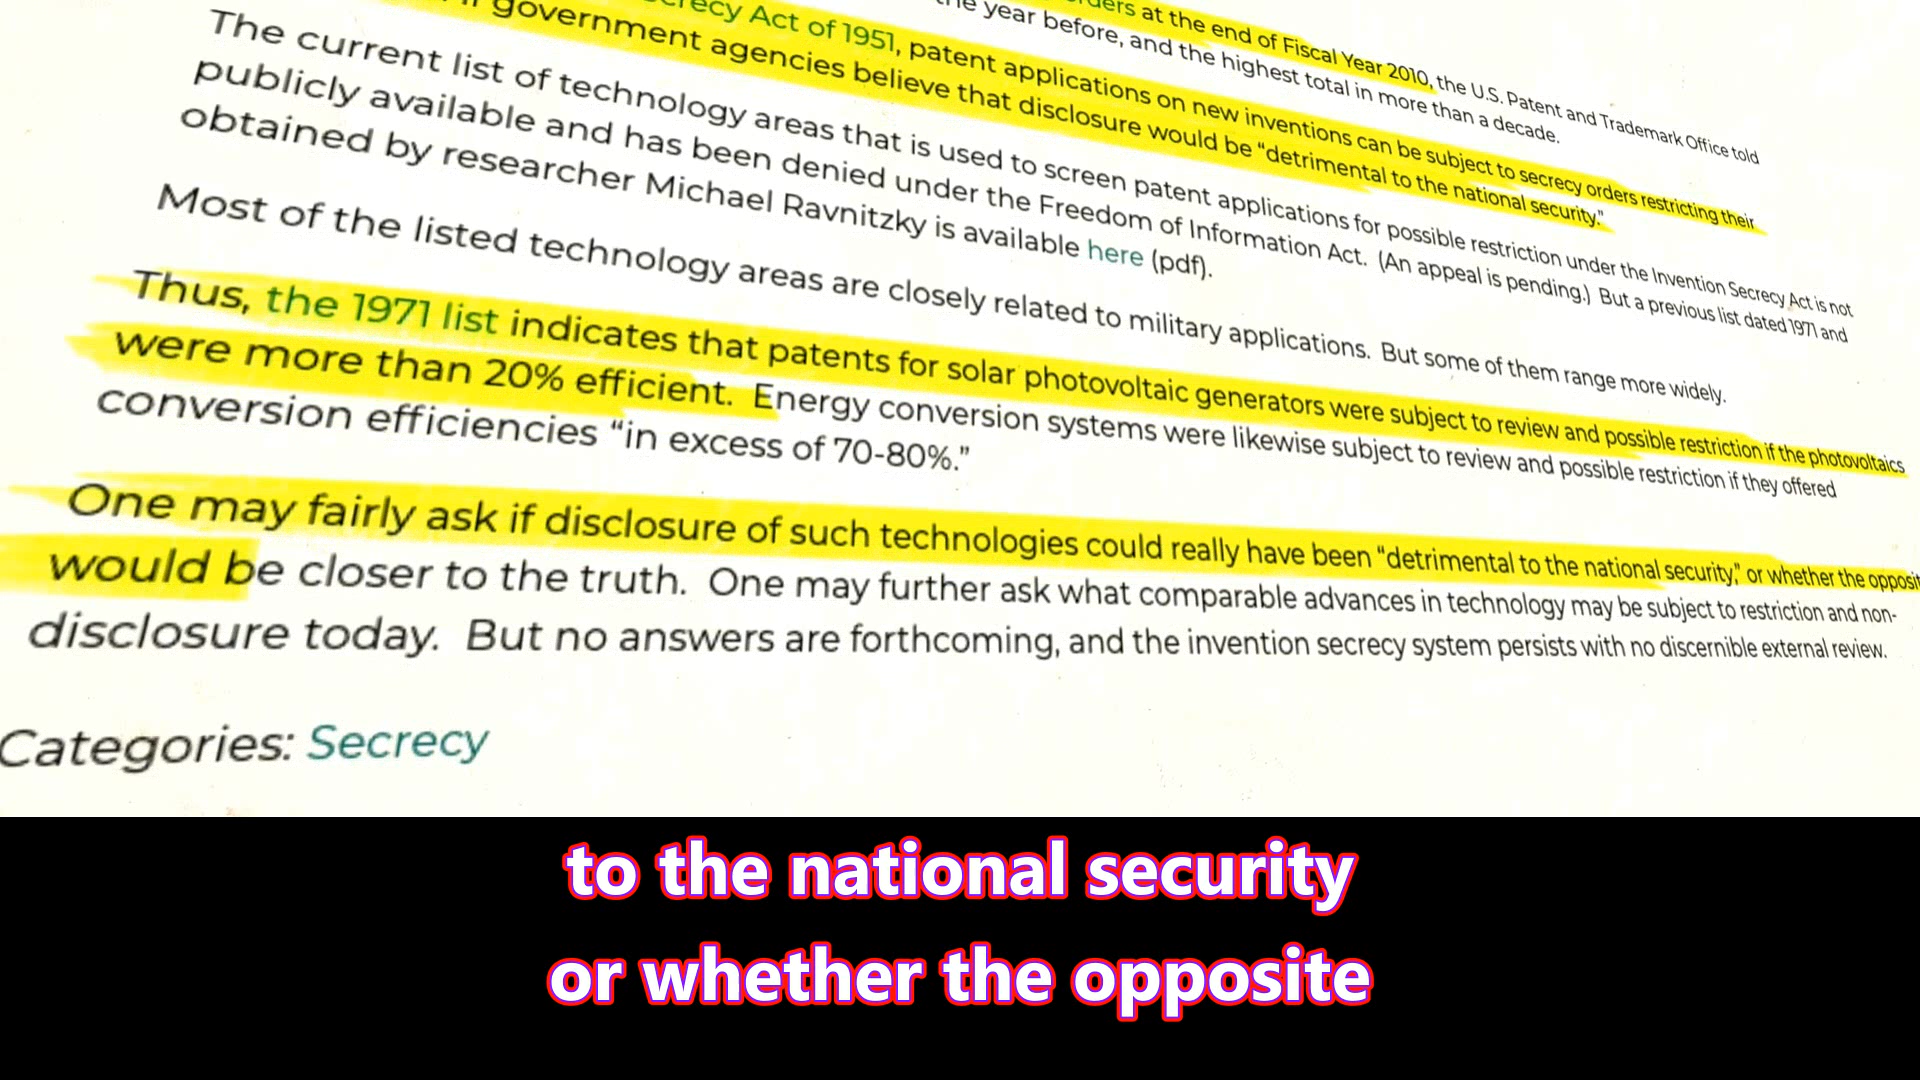 orders at the end of Fiscal Year 2010, the U.S. Patent and Trademark Office told
the year before, and the highest total in more than a decade.
Secrecy Act of 1951, patent applications on new inventions can be subject to secrecy orders restricting their
if government agencies believe that disclosure would be “detrimental to the national security.”
The current list of technology areas that is used to screen patent applications for possible restriction under the Invention Secrecy Act is not
publicly available and has been denied under the Freedom of Information Act. (An appeal is pending.) But a previous list dated 1971 and
obtained by researcher Michael Ravnitzky is available here (pdf).
Most of the listed technology areas are closely related to military applications. But some of them range more widely.
Thus, the 1971 list indicates that patents for solar photovoltaic generators were subject to review and possible restriction if the photovoltaics
were more than 20% efficient. Energy conversion systems were likewise subject to review and possible restriction if they offered
conversion efficiencies “in excess of 70-80%.”
One may fairly ask if disclosure of such technologies could really have been “detrimental to the national security,” or whether the opposit
would be closer to the truth. One may further ask what comparable advances in technology may be subject to restriction and non-
disclosure today. But no answers are forthcoming, and the invention secrecy system persists with no discernible external review.
Categories: Secrecy
to the national security
or whether the opposite